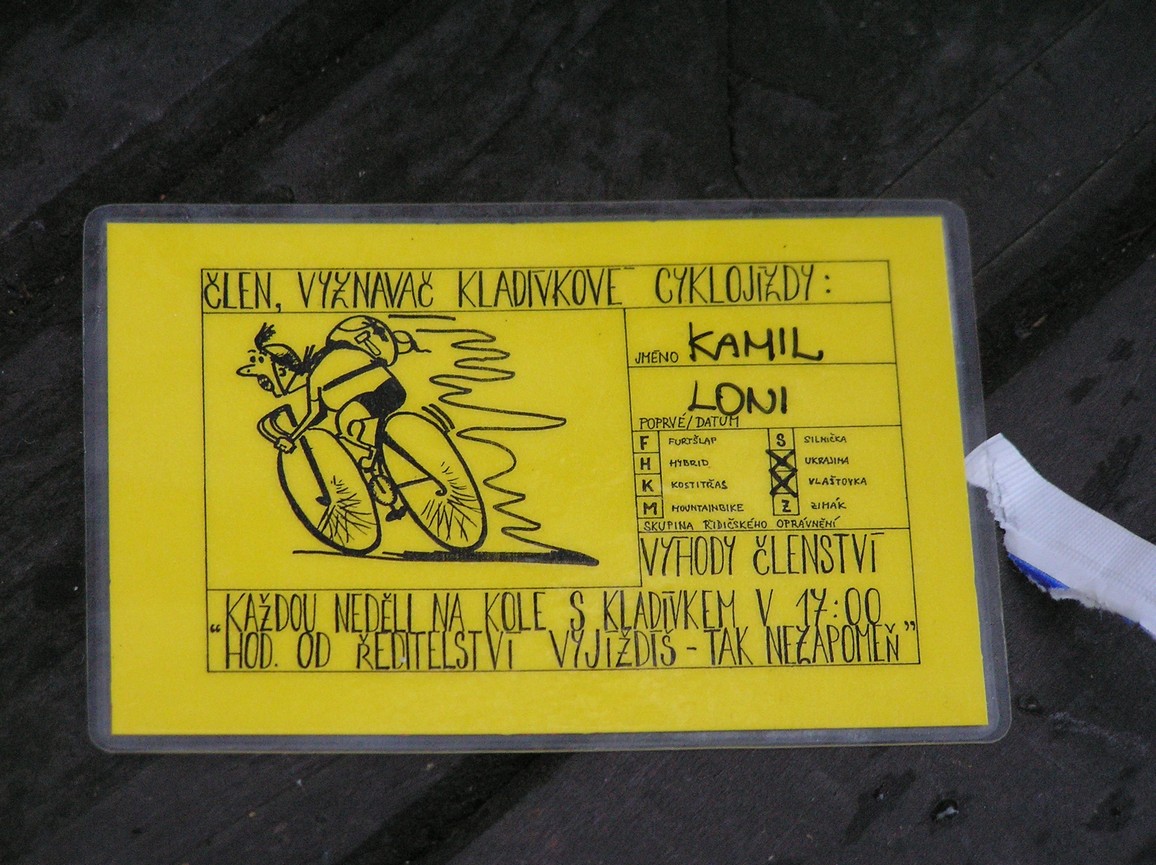 ČLEN, VYZNAVAČ KLADÍVKOVÉ CYKLOJÍZDY:
JMÉNO KAMIL
LONI
POPRVÉ/DATUM
F FURTŠLAP S SILNIČKA
H HYBRID UKRAJINA
K KOSTITŘAS VLAŠTOVKA
M MOUNTAINBIKE Z ZIMÁK
SKUPINA ŘIDIČSKÉHO OPRÁVNĚNÍ
VÝHODY ČLENSTVÍ
„KAŽDOU NEDĚLI NA KOLE S KLADÍVKEM V 17:00
HOD. OD ŘEDITELSTVÍ VYJÍŽDÍŠ - TAK NEZAPOMEŇ”